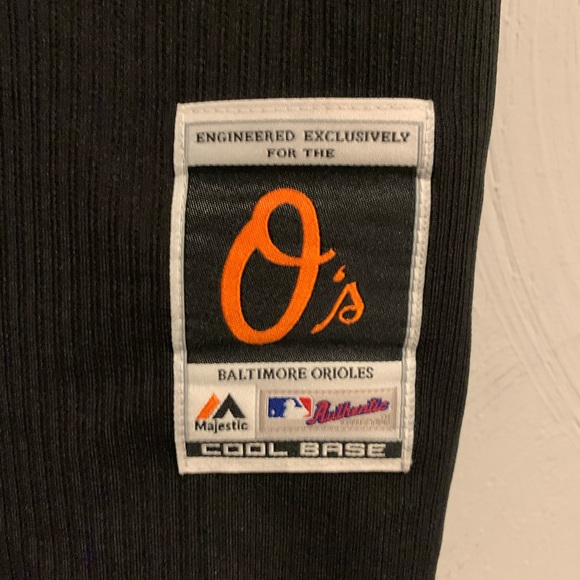 ENGINEERED EXCLUSIVELY
FOR THE
O's
BALTIMORE ORIOLES
Majestic
Authentic
COOL BASE